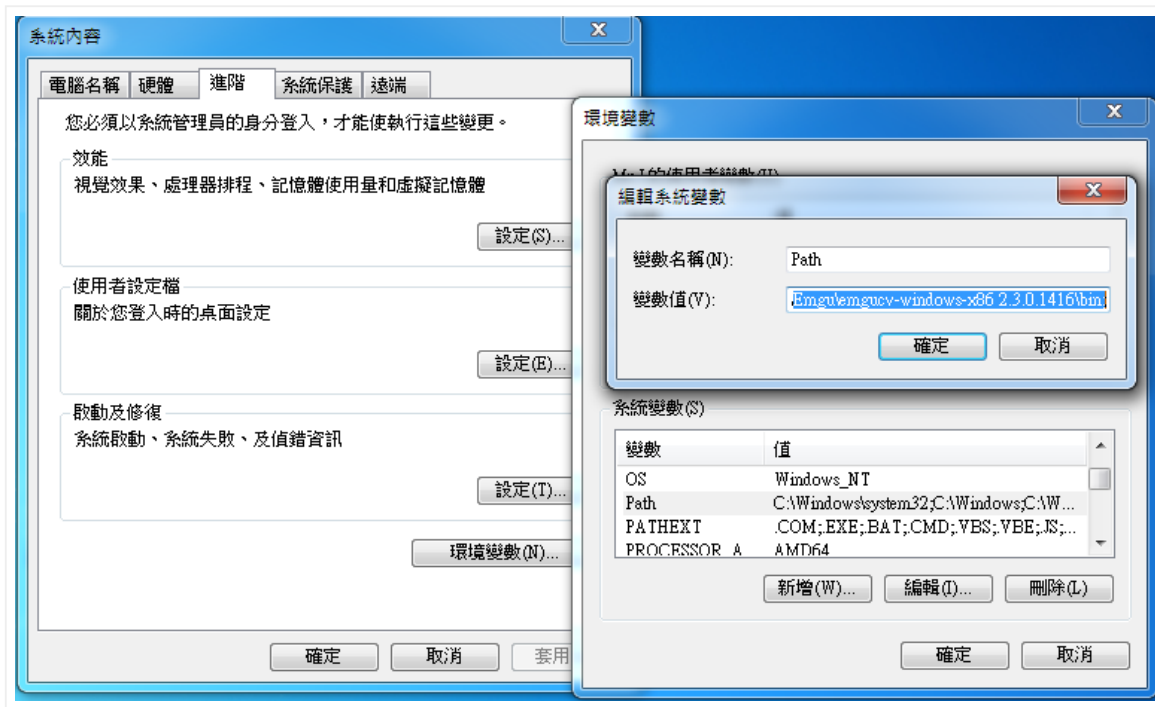 系統內容
電腦名稱 硬體 進階 系統保護 遠端
您必須以系統管理員的身分登入，才能使執行這些變更。
效能
視覺效果、處理器排程、記憶體使用量和虛擬記憶體
設定(S)...
使用者設定檔
關於您登入時的桌面設定
設定(E)...
啟動及修復
系統啟動、系統失敗、及偵錯資訊
設定(T)...
環境變數(N)...
確定 取消 套用
環境變數
的使用者變數(U)
編輯系統變數
變數名稱(N): Path
變數值(V): Emgu\emgucv-windows-x86 2.3.0.1416\bin;
確定 取消
系統變數(S)
變數 值
OS Windows_NT
Path C:\Windows\system32;C:\Windows;C:\W...
PATHEXT .COM;.EXE;.BAT;.CMD;.VBS;.VBE;.JS;...
PROCESSOR_A AMD64
新增(W)... 編輯(I)... 刪除(L)
確定 取消